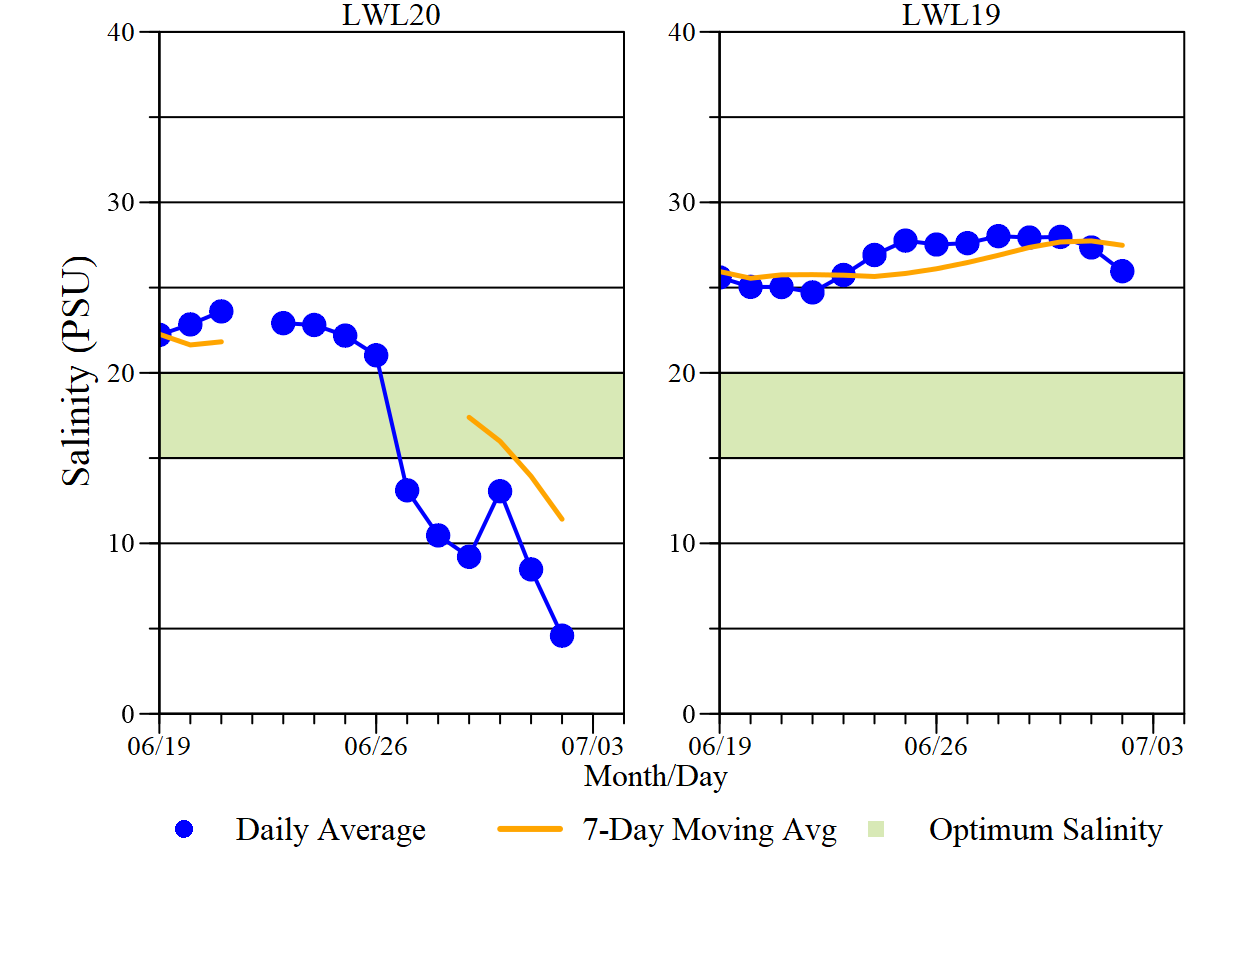 LWL20
LWL19
40
30
20
10
0
40
30
20
10
0
Salinity (PSU)
06/19
06/26
07/03
06/19
06/26
07/03
Month/Day
Daily Average
7-Day Moving Avg
Optimum Salinity